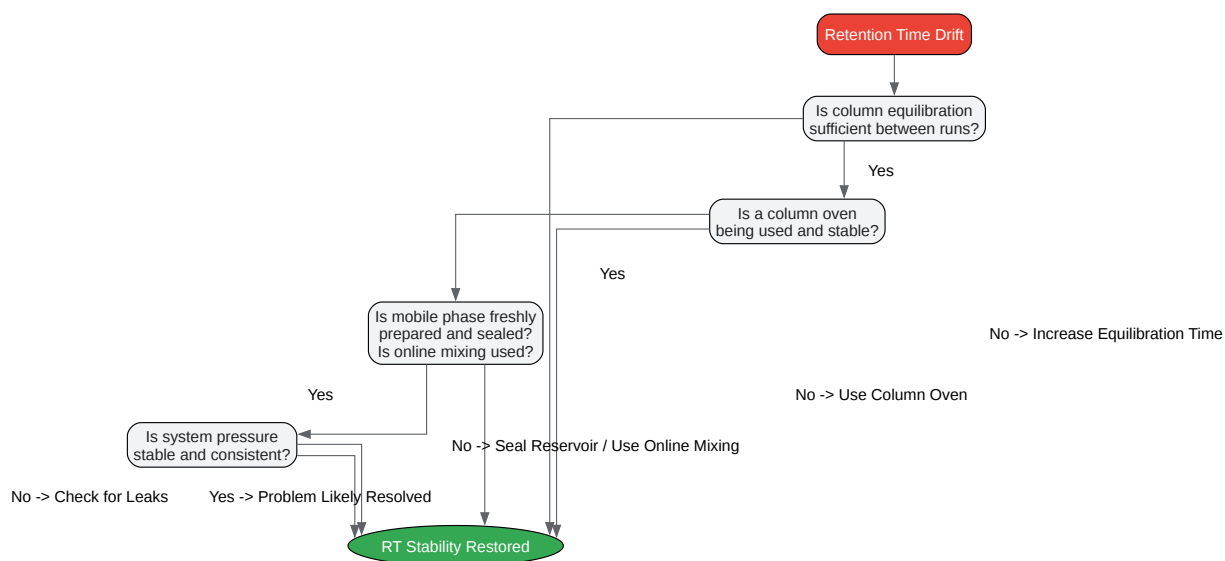 Retention Time Drift
Is column equilibration
sufficient between runs?
Yes
Is a column oven
being used and stable?
Yes
Is mobile phase freshly
prepared and sealed?
Is online mixing used?
No -> Increase Equilibration Time
Yes
No -> Use Column Oven
Is system pressure
stable and consistent?
No -> Seal Reservoir / Use Online Mixing
No -> Check for Leaks
Yes -> Problem Likely Resolved
RT Stability Restored